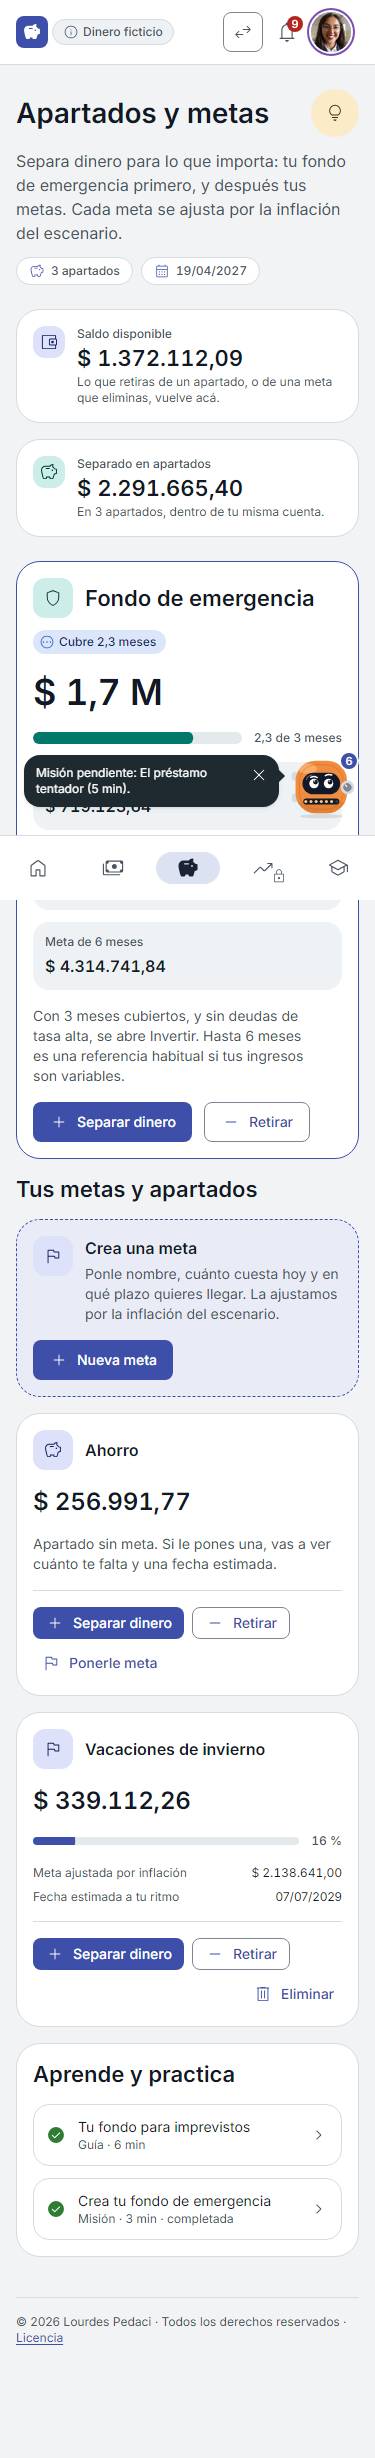 Dinero ficticio
9
Apartados y metas
Separa dinero para lo que importa: tu fondo
de emergencia primero, y después tus
metas. Cada meta se ajusta por la inflación
del escenario.
3 apartados
19/04/2027
Saldo disponible
$ 1.372.112,09
Lo que retiras de un apartado, o de una meta
que eliminas, vuelve acá.
Separado en apartados
$ 2.291.665,40
En 3 apartados, dentro de tu misma cuenta.
Fondo de emergencia
Cubre 2,3 meses
$ 1,7 M
2,3 de 3 meses
Misión pendiente: El préstamo
tentador (5 min).
6
Meta de 6 meses
$ 4.314.741,84
Con 3 meses cubiertos, y sin deudas de
tasa alta, se abre Invertir. Hasta 6 meses
es una referencia habitual si tus ingresos
son variables.
Separar dinero
Retirar
Tus metas y apartados
Crea una meta
Ponle nombre, cuánto cuesta hoy y en
qué plazo quieres llegar. La ajustamos
por la inflación del escenario.
Nueva meta
Ahorro
$ 256.991,77
Apartado sin meta. Si le pones una, vas a ver
cuánto te falta y una fecha estimada.
Separar dinero
Retirar
Ponerle meta
Vacaciones de invierno
$ 339.112,26
16 %
Meta ajustada por inflación
$ 2.138.641,00
Fecha estimada a tu ritmo
07/07/2029
Separar dinero
Retirar
Eliminar
Aprende y practica
Tu fondo para imprevistos
Guía · 6 min
Crea tu fondo de emergencia
Misión · 3 min · completada
© 2026 Lourdes Pedaci · Todos los derechos reservados ·
Licencia